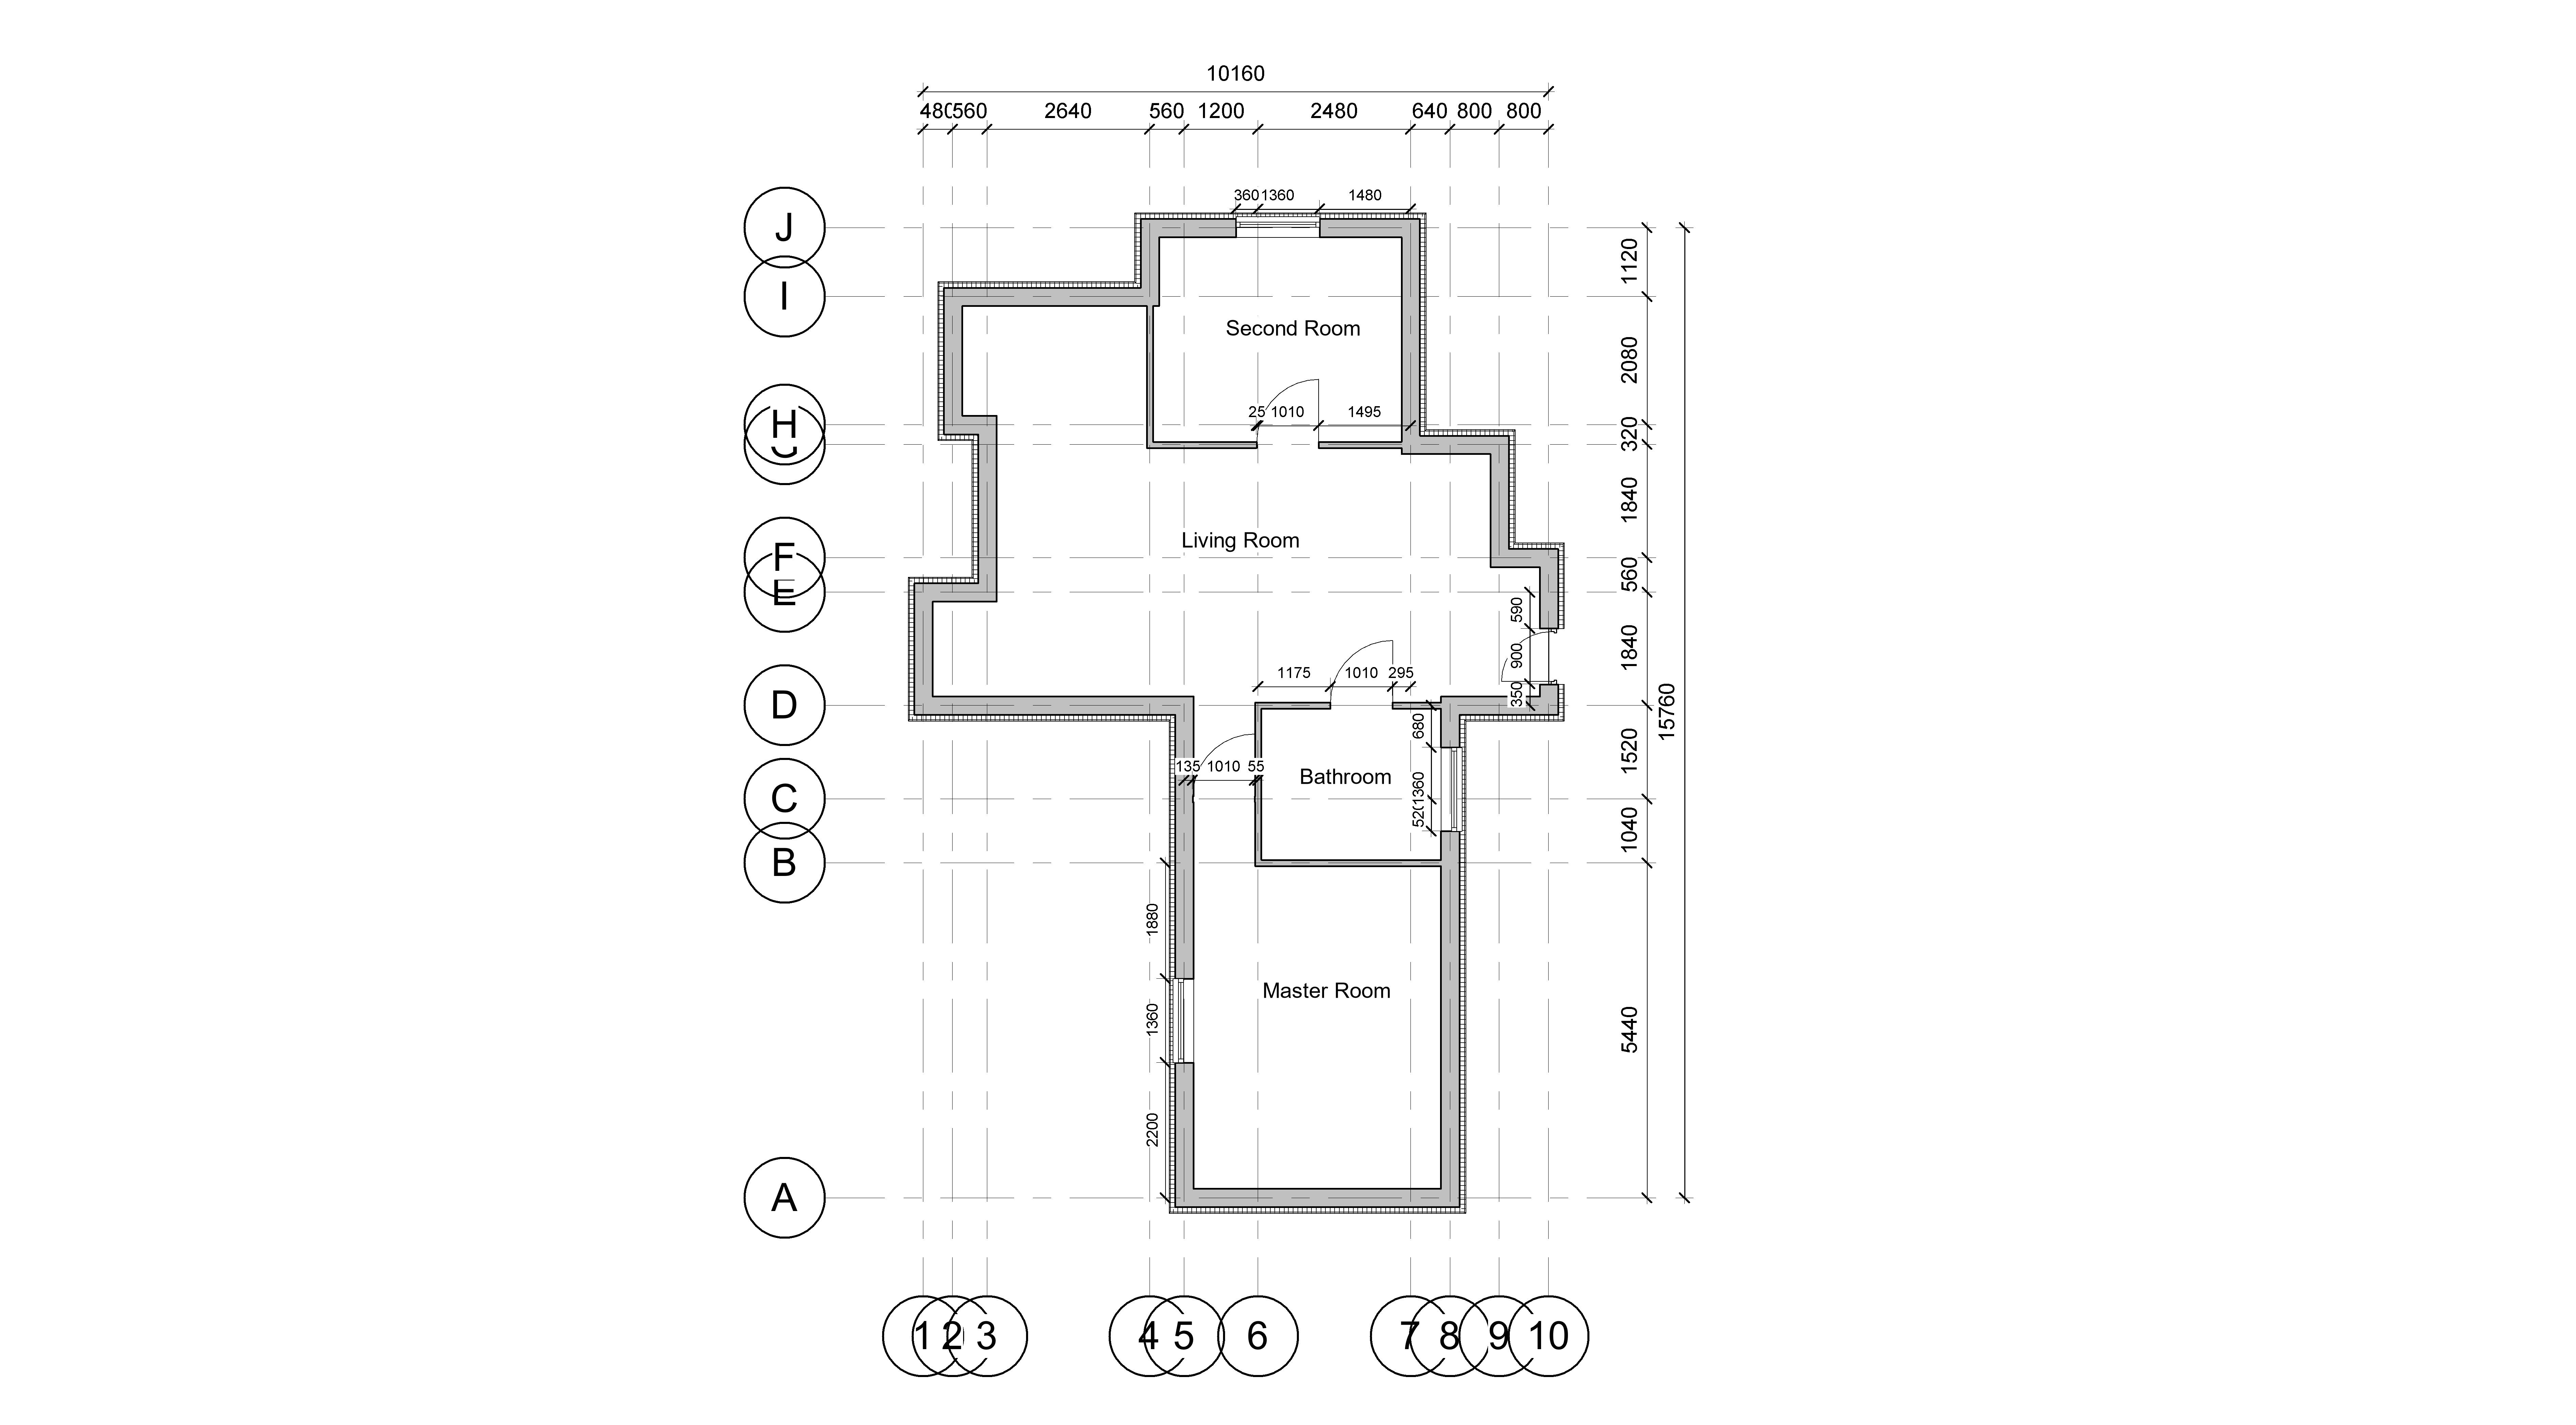 10160
480 560 2640 560 1200 2480 640 800 800
360 1360 1480
J
1120
I
Second Room
2080
25 1010 1495
H
320
G
1840
Living Room
F
560
E
590
1840
900
1175 1010 295
350
D
15760
680
1520
135 1010 55
Bathroom
1360
C
520
1040
B
1880
Master Room
1360
5440
2200
A
1 2 3 4 5 6 7 8 9 10